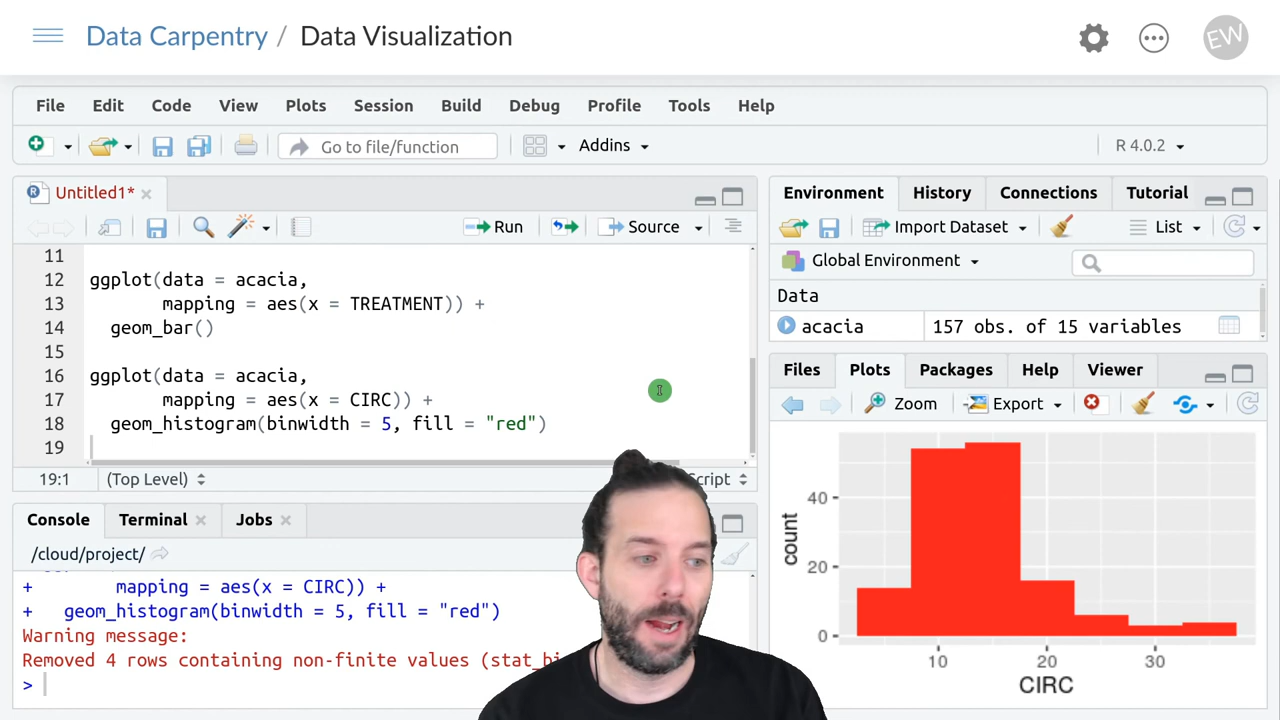 Data Carpentry / Data Visualization
EW
File Edit Code View Plots Session Build Debug Profile Tools Help
Go to file/function Addins R 4.0.2
Untitled1*
Run Source
11
12 ggplot(data = acacia,
13 mapping = aes(x = TREATMENT)) +
14 geom_bar()
15
16 ggplot(data = acacia,
17 mapping = aes(x = CIRC)) +
18 geom_histogram(binwidth = 5, fill = "red")
19
19:1 (Top Level) Script
Console Terminal Jobs
/cloud/project/
+ mapping = aes(x = CIRC)) +
+ geom_histogram(binwidth = 5, fill = "red")
Warning message:
Removed 4 rows containing non-finite values
>
Environment History Connections Tutorial
Import Dataset List
Global Environment
Data
acacia 157 obs. of 15 variables
Files Plots Packages Help Viewer
Zoom Export
count
40
20
0
10 20 30
CIRC